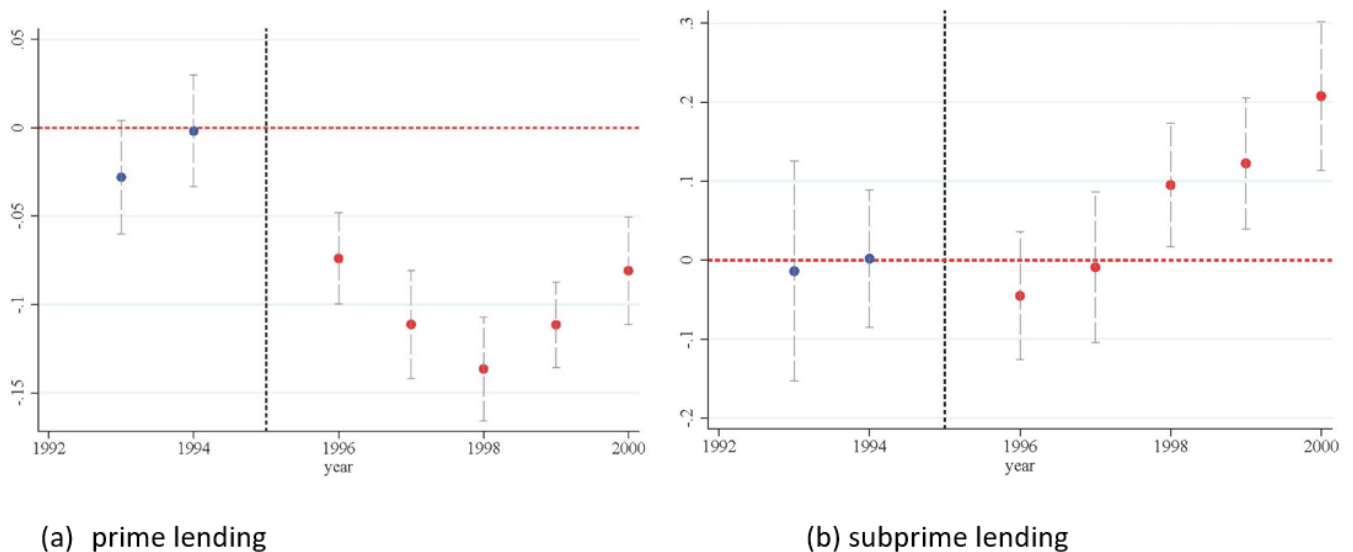 .05
0
-.05
-.1
-.15
1992 1994 1996 1998 2000
year
(a) prime lending
.3
.2
.1
0
-.1
-.2
1992 1994 1996 1998 2000
year
(b) subprime lending